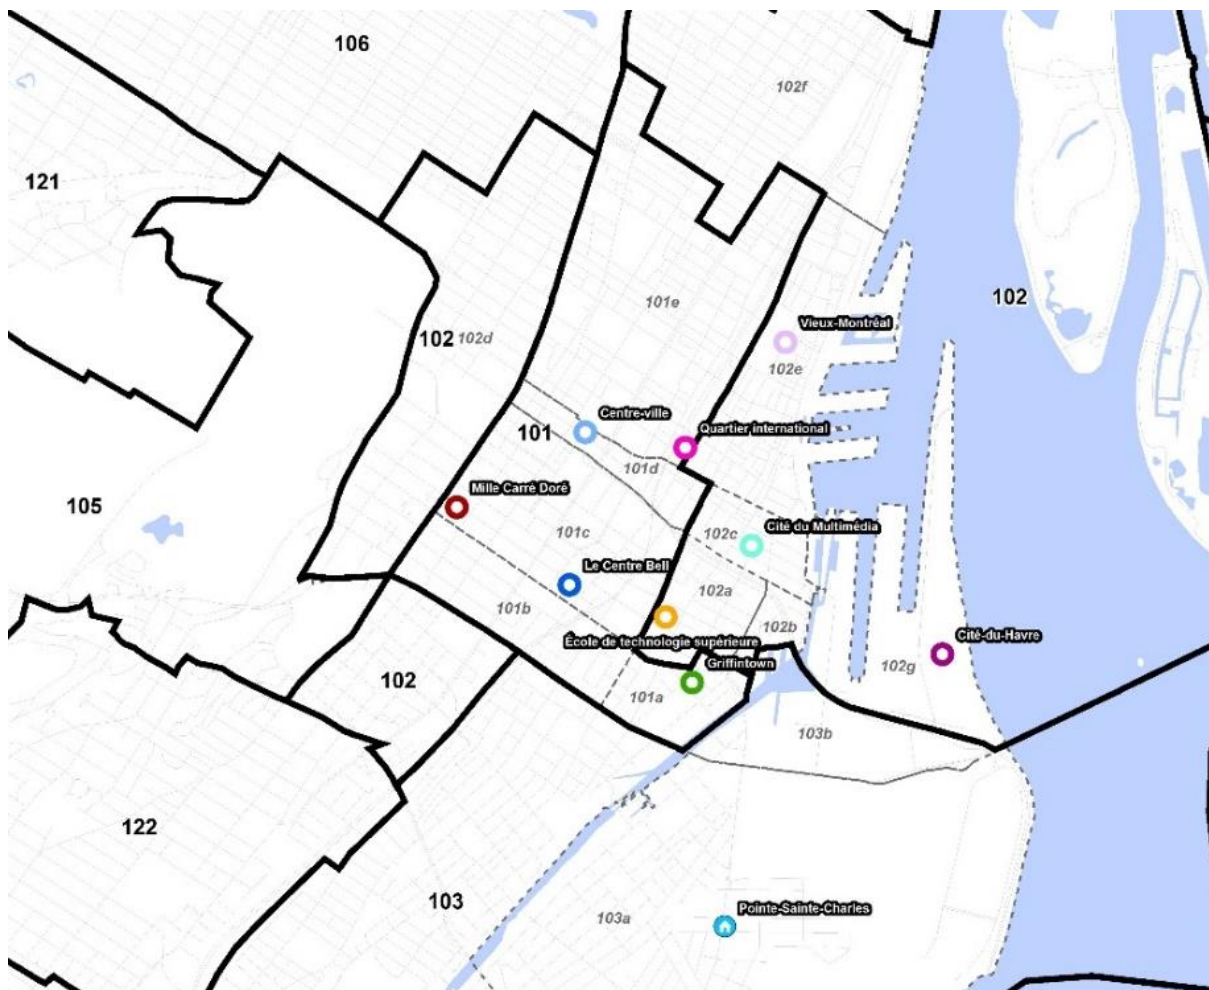 106
102f
121
101e
102
Vieux-Montréal
102
102d
102e
Centre-ville
Quartier international
101
101d
Mille Carré Doré
105
101c
102c
Cité du Multimédia
Le Centre Bell
102a
101b
102b
École de technologie supérieure
Cité-du-Havre
Griffintown
102g
102
101a
103b
122
103
103a
Pointe-Sainte-Charles